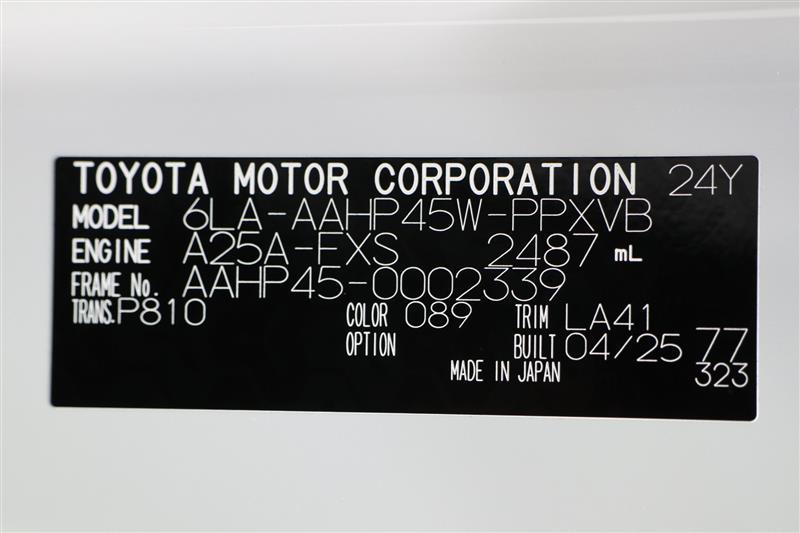 TOYOTA MOTOR CORPORATION 24Y
MODEL 6LA-AAHP45W-PPXVB
ENGINE A25A-FXS 2487 mL
FRAME No. AAHP45-0002339
TRANS. P810 COLOR 089 TRIM LA41
OPTION BUILT 04/25 77
MADE IN JAPAN 323